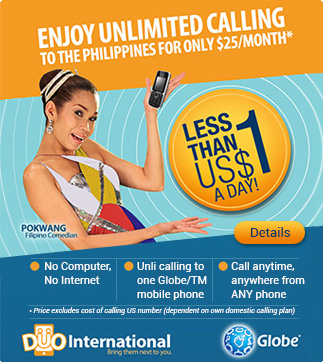 ENJOY UNLIMITED CALLING
TO THE PHILIPPINES FOR ONLY $25/MONTH*
LESS
THAN
US$ 1
A DAY!
POKWANG
Filipino Comedian
Details
No Computer,
No Internet
Unli calling to
one Globe/TM
mobile phone
Call anytime,
anywhere from
ANY phone
* Price excludes cost of calling US number (dependent on own domestic calling plan)
DUO International
Bring them next to you.
Globe